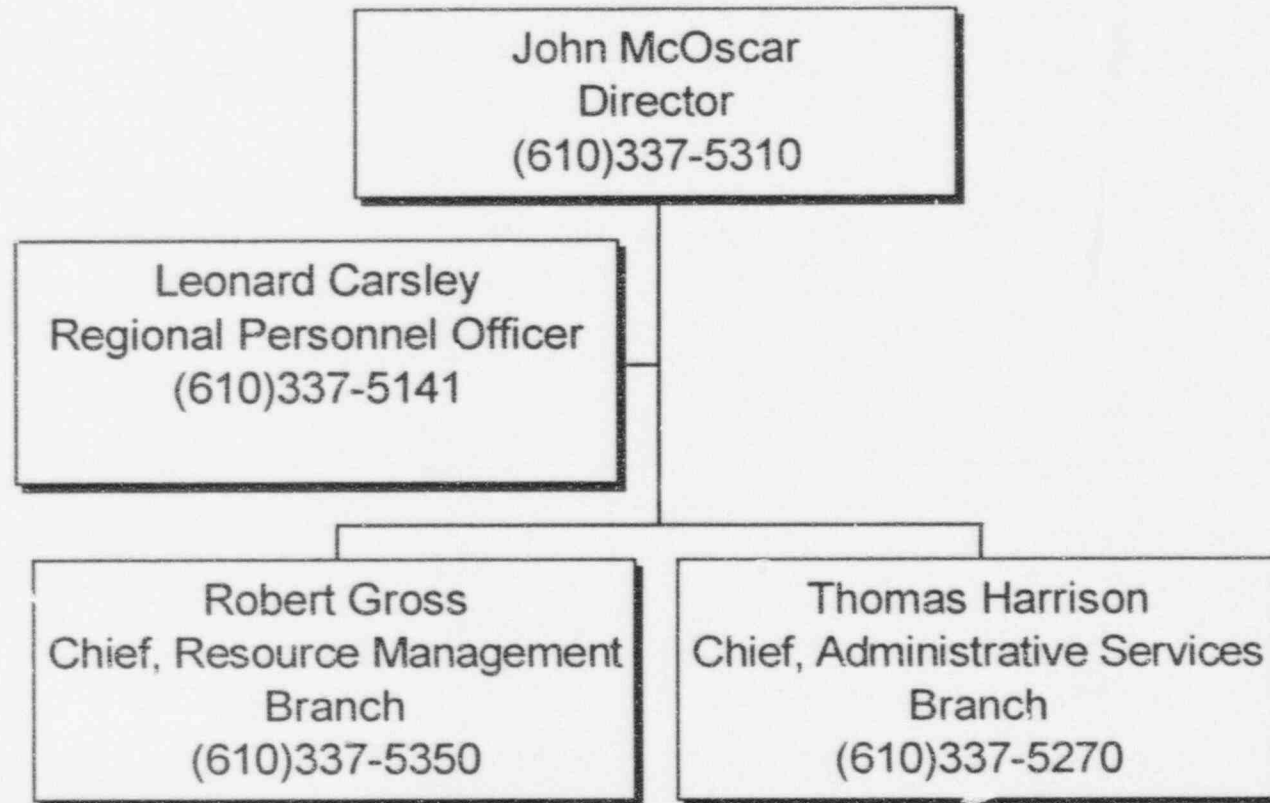 John McOscar
Director
(610)337-5310
Leonard Carsley
Regional Personnel Officer
(610)337-5141
Robert Gross
Chief, Resource Management
Branch
(610)337-5350
Thomas Harrison
Chief, Administrative Services
Branch
(610)337-5270